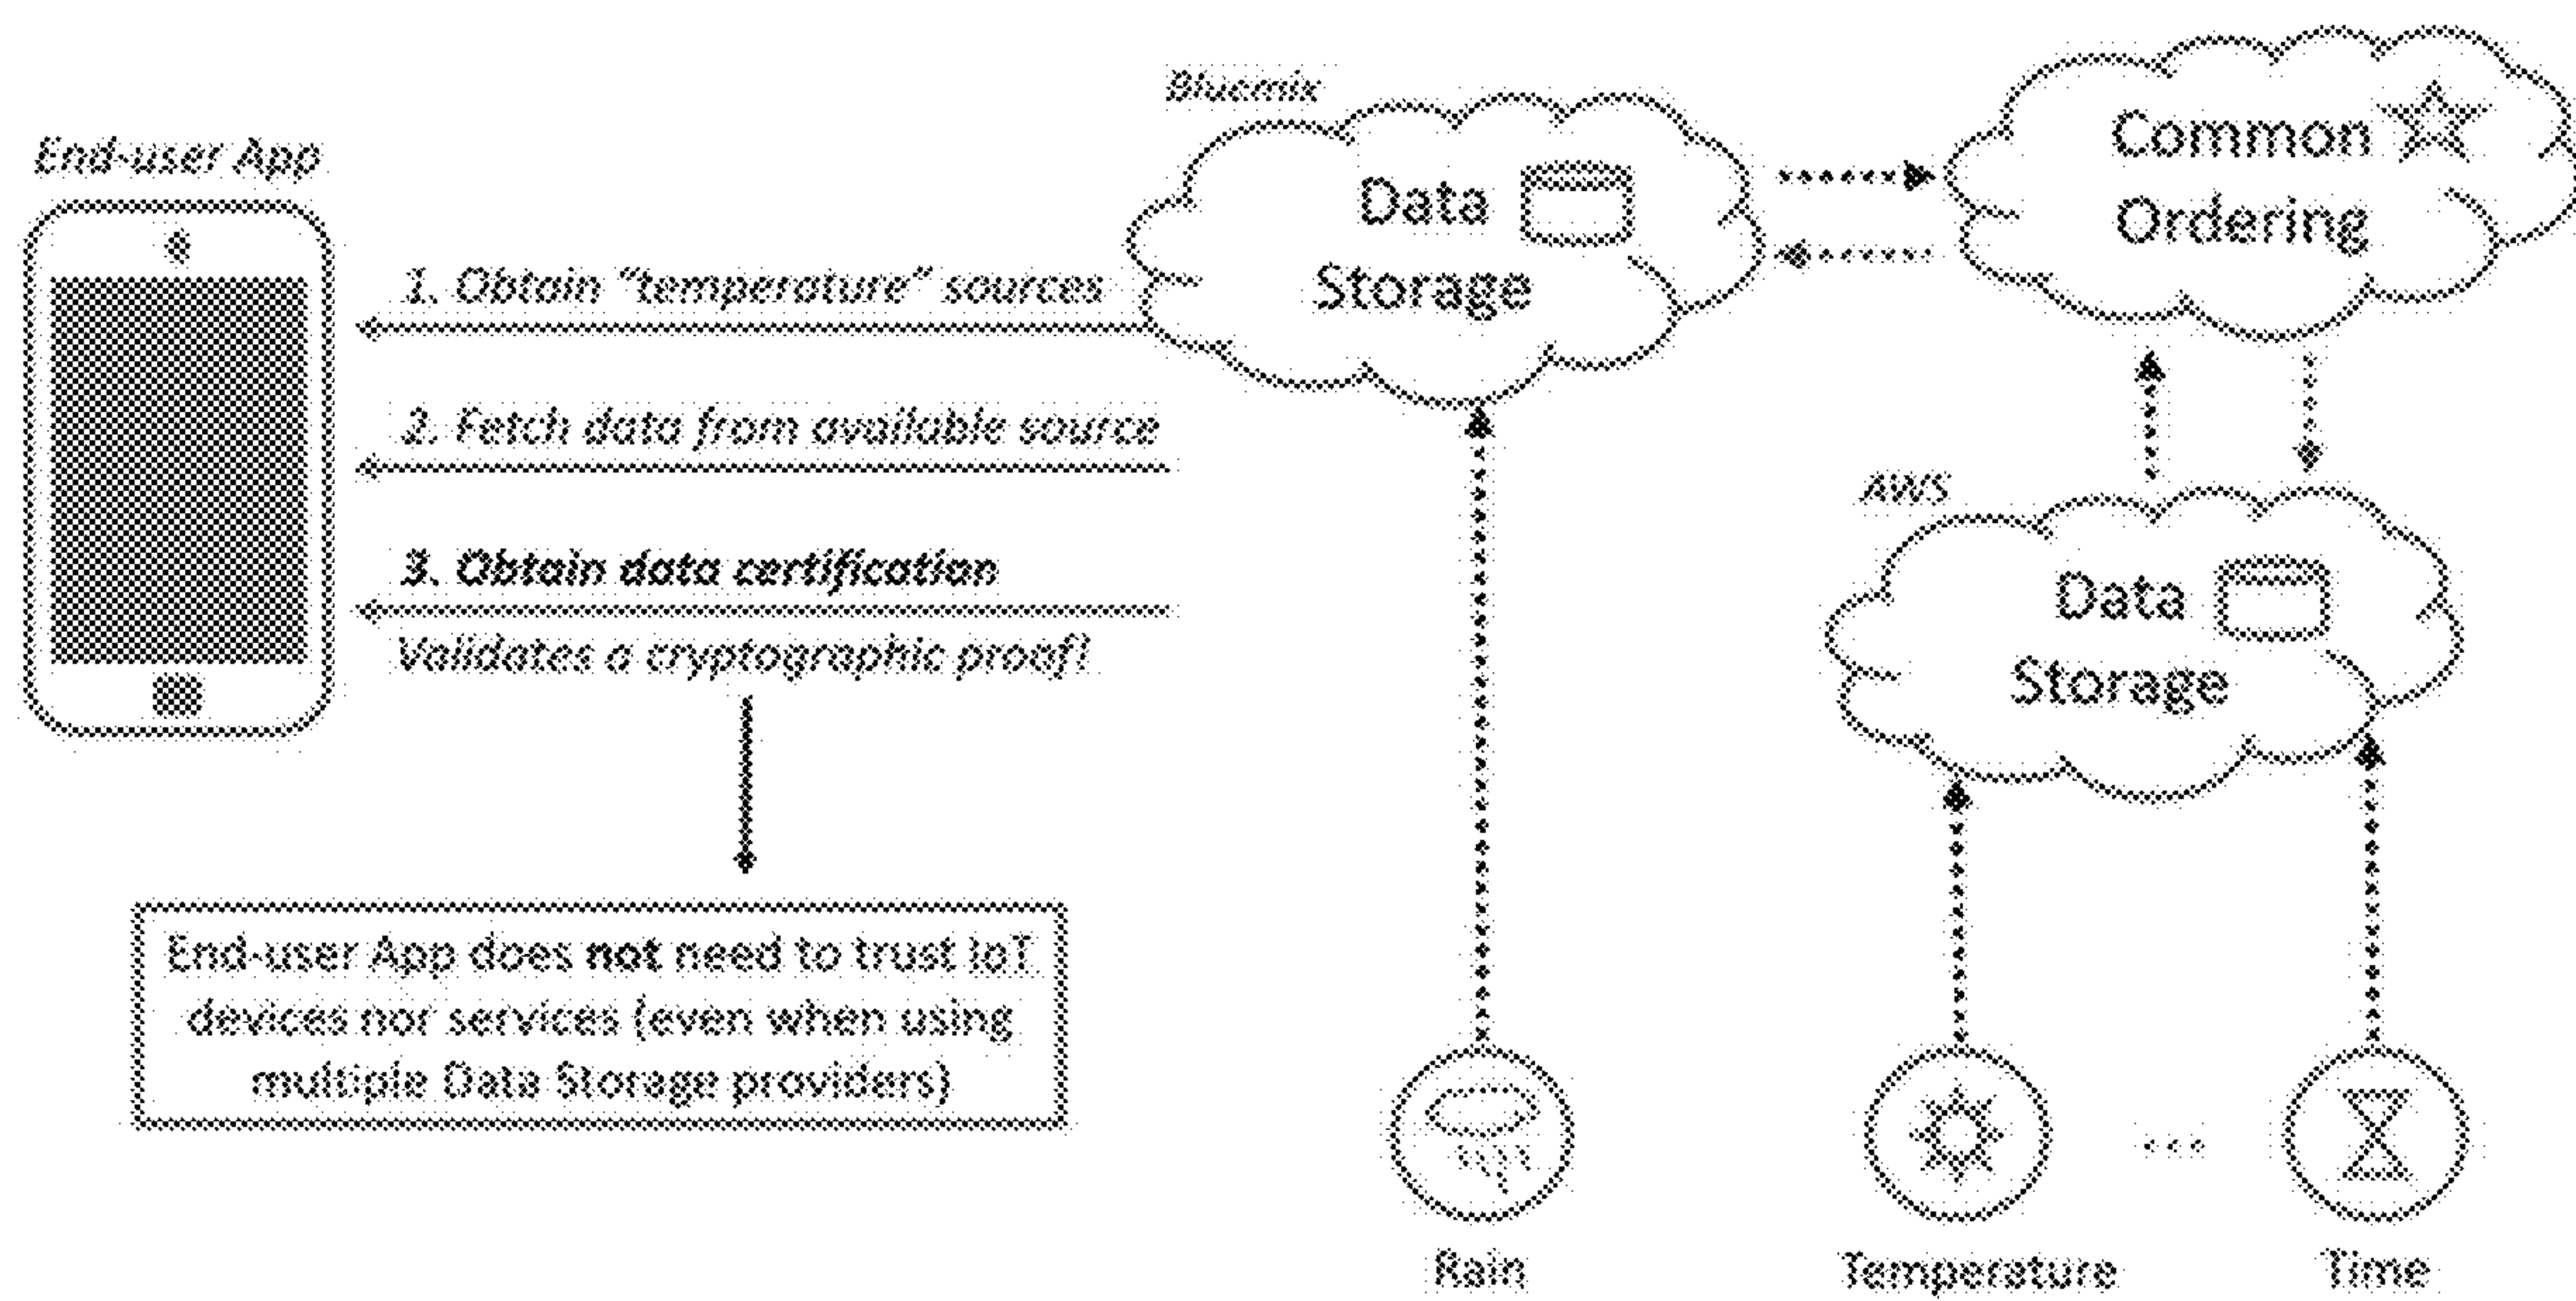 End-user App
1. Obtain "temperature" sources
2. Fetch data from available source
3. Obtain data certification
Validates a cryptographic proof!
End-user App does not need to trust IoT
devices nor services (even when using
multiple Data Storage providers)
Bluemix
Data
Storage
Common
Ordering
AWS
Data
Storage
Rain
Temperature
...
Time